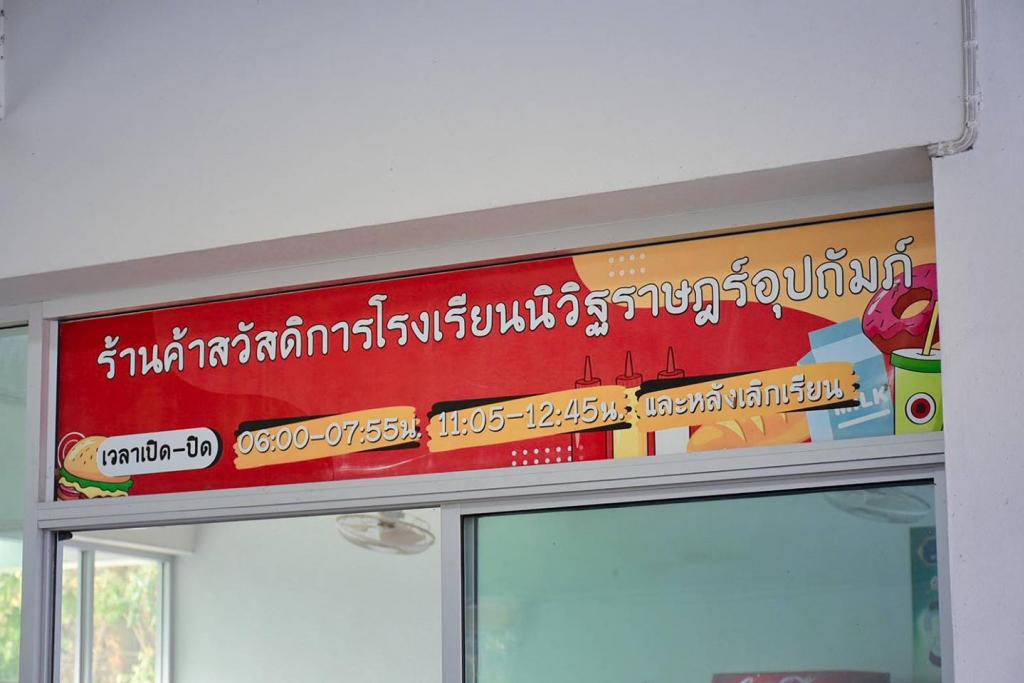 ร้านค้าสวัสดิการโรงเรียนนิวิฐราษฎร์อุปถัมภ์
เวลาเปิด-ปิด 06:00-07:55น. 11:05-12:45น. และหลังเลิกเรียน
MILK